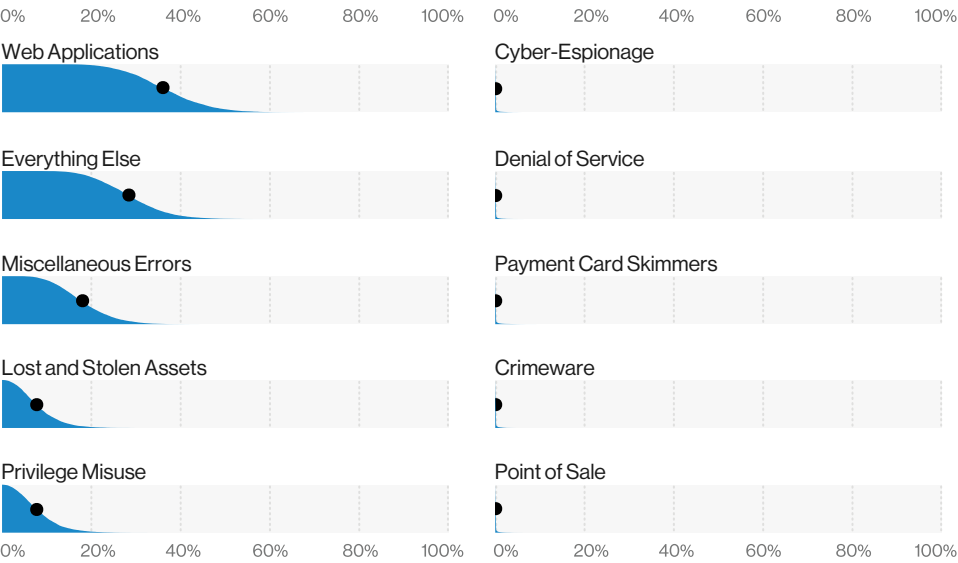 0% 20% 40% 60% 80% 100%
0% 20% 40% 60% 80% 100%
Web Applications
Cyber-Espionage
Everything Else
Denial of Service
Miscellaneous Errors
Payment Card Skimmers
Lost and Stolen Assets
Crimeware
Privilege Misuse
Point of Sale
0% 20% 40% 60% 80% 100%
0% 20% 40% 60% 80% 100%